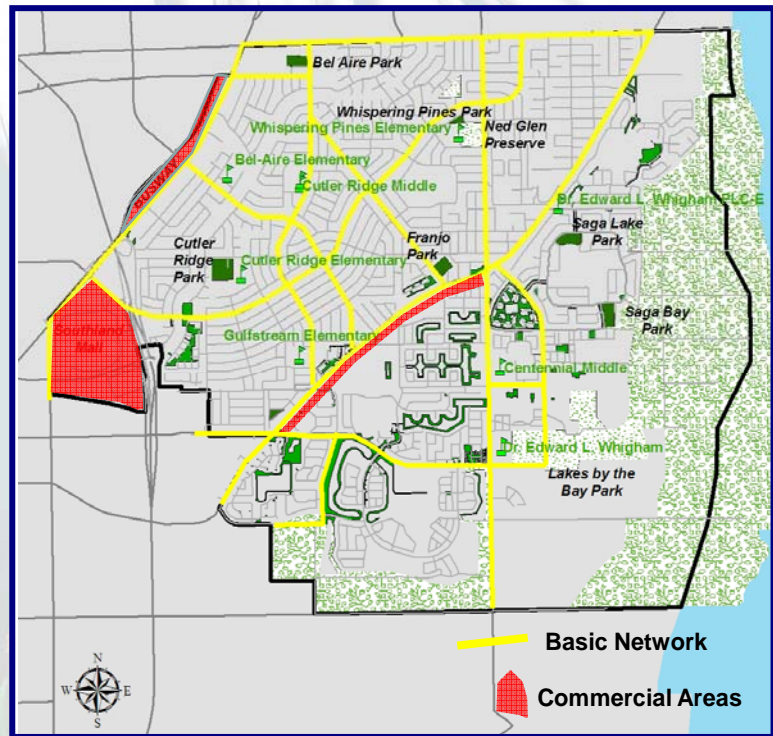 Bel Aire Park
Whispering Pines Park
Whispering Pines Elementary
Ned Glen
Preserve
BUSWAY
Bel-Aire Elementary
Cutler Ridge Middle
Dr. Edward L. Whigham PLC-E
Saga Lake
Park
Cutler
Ridge
Park
Franjo
Park
Cutler Ridge Elementary
Saga Bay
Park
Southland
Mall
Gulfstream Elementary
Centennial Middle
Dr. Edward L. Whigham
Lakes by the
Bay Park
Basic Network
Commercial Areas
N
W
E
S